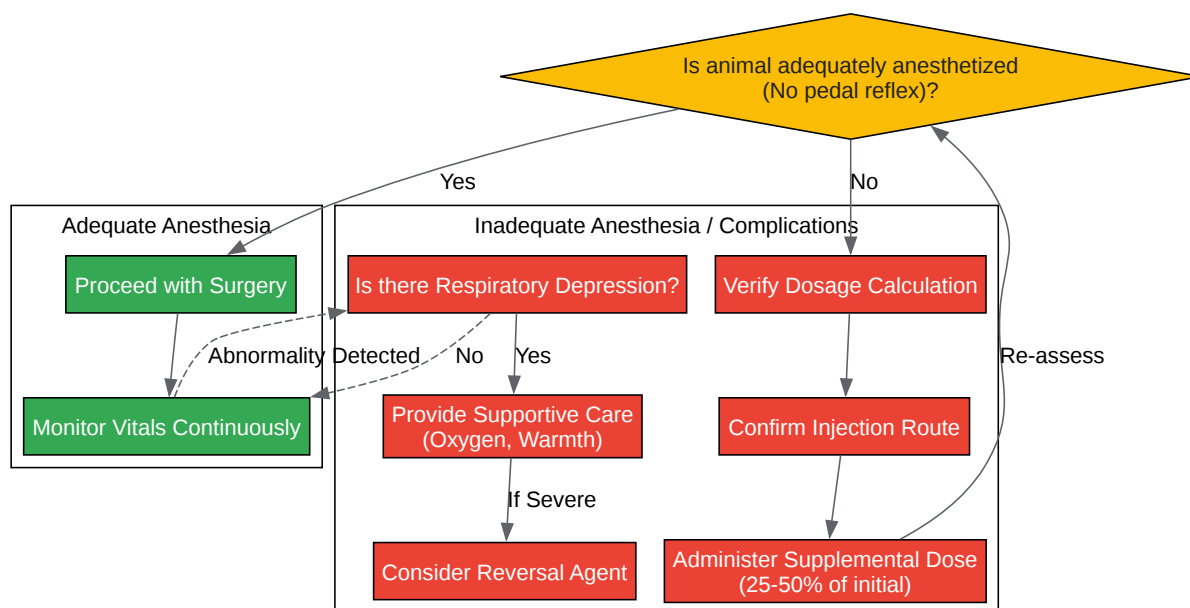 Is animal adequately anesthetized
(No pedal reflex)?
Yes
No
Adequate Anesthesia
Inadequate Anesthesia / Complications
Proceed with Surgery
Is there Respiratory Depression?
Verify Dosage Calculation
Abnormality Detected
No
Yes
Re-assess
Monitor Vitals Continuously
Provide Supportive Care
(Oxygen, Warmth)
Confirm Injection Route
If Severe
Consider Reversal Agent
Administer Supplemental Dose
(25-50% of initial)